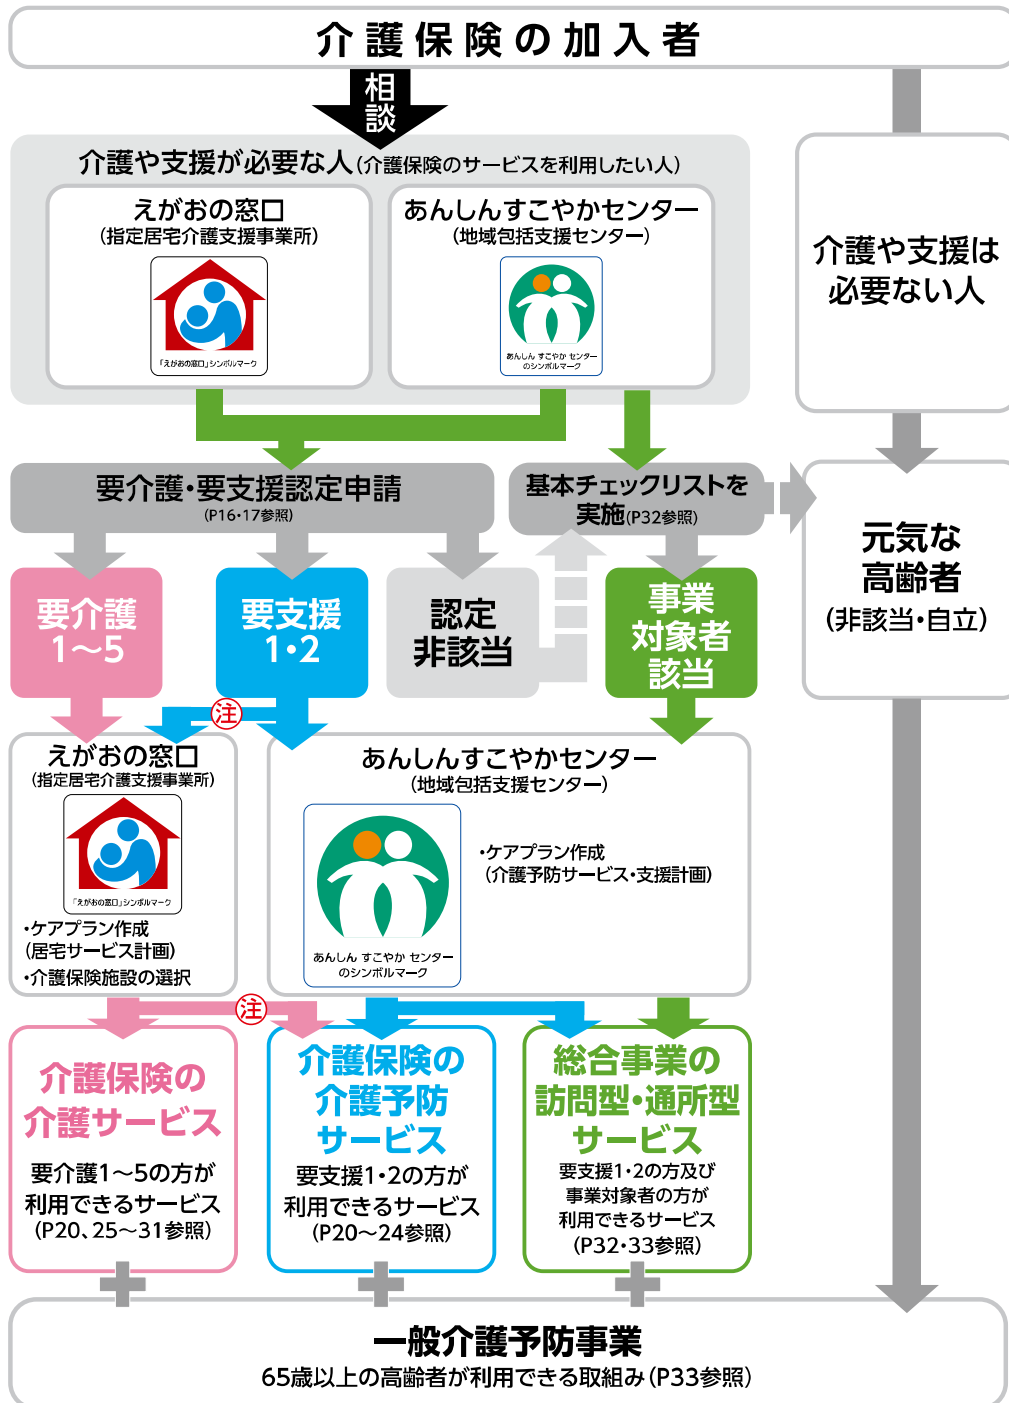 介護保険の加入者
相談
介護や支援が必要な人(介護保険のサービスを利用したい人)
えがおの窓口
(指定居宅介護支援事業所)
「えがおの窓口」シンボルマーク
あんしんすこやかセンター
(地域包括支援センター)
あんしん すこやか センター
のシンボルマーク
介護や支援は
必要ない人
要介護・要支援認定申請
(P16・17参照)
基本チェックリストを
実施(P32参照)
元気な
高齢者
(非該当・自立)
要介護
1～5
要支援
1・2
認定
非該当
事業
対象者
該当
注
えがおの窓口
(指定居宅介護支援事業所)
「えがおの窓口」シンボルマーク
・ケアプラン作成
(居宅サービス計画)
・介護保険施設の選択
あんしんすこやかセンター
(地域包括支援センター)
あんしん すこやか センター
のシンボルマーク
・ケアプラン作成
(介護予防サービス・支援計画)
注
介護保険の
介護サービス
要介護1～5の方が
利用できるサービス
(P20、25～31参照)
介護保険の
介護予防
サービス
要支援1・2の方が
利用できるサービス
(P20～24参照)
総合事業の
訪問型・通所型
サービス
要支援1・2の方及び
事業対象者の方が
利用できるサービス
(P32・33参照)
一般介護予防事業
65歳以上の高齢者が利用できる取組み(P33参照)